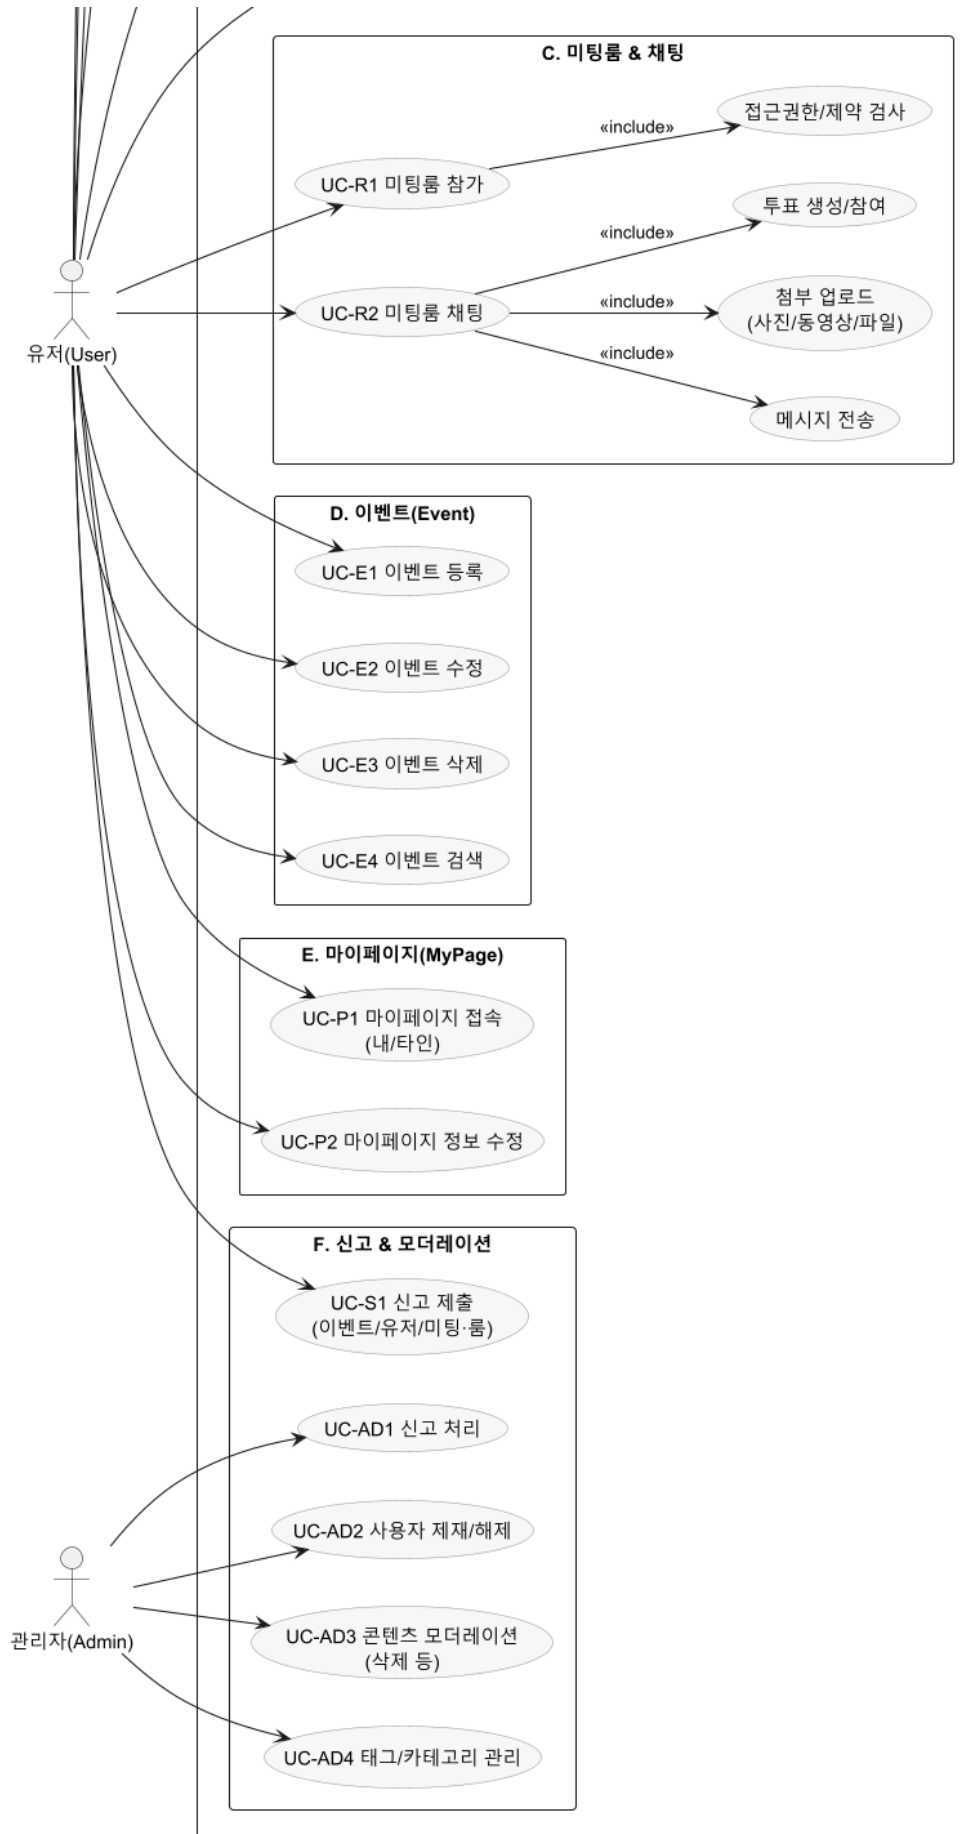 C. 미팅룸 & 채팅
접근권한/제약 검사
«include»
UC-R1 미팅룸 참가
투표 생성/참여
«include»
UC-R2 미팅룸 채팅
«include»
첨부 업로드
(사진/동영상/파일)
«include»
메시지 전송
유저(User)
D. 이벤트(Event)
UC-E1 이벤트 등록
UC-E2 이벤트 수정
UC-E3 이벤트 삭제
UC-E4 이벤트 검색
E. 마이페이지(MyPage)
UC-P1 마이페이지 접속
(내/타인)
UC-P2 마이페이지 정보 수정
F. 신고 & 모더레이션
UC-S1 신고 제출
(이벤트/유저/미팅·룸)
UC-AD1 신고 처리
UC-AD2 사용자 제재/해제
UC-AD3 콘텐츠 모더레이션
(삭제 등)
관리자(Admin)
UC-AD4 태그/카테고리 관리